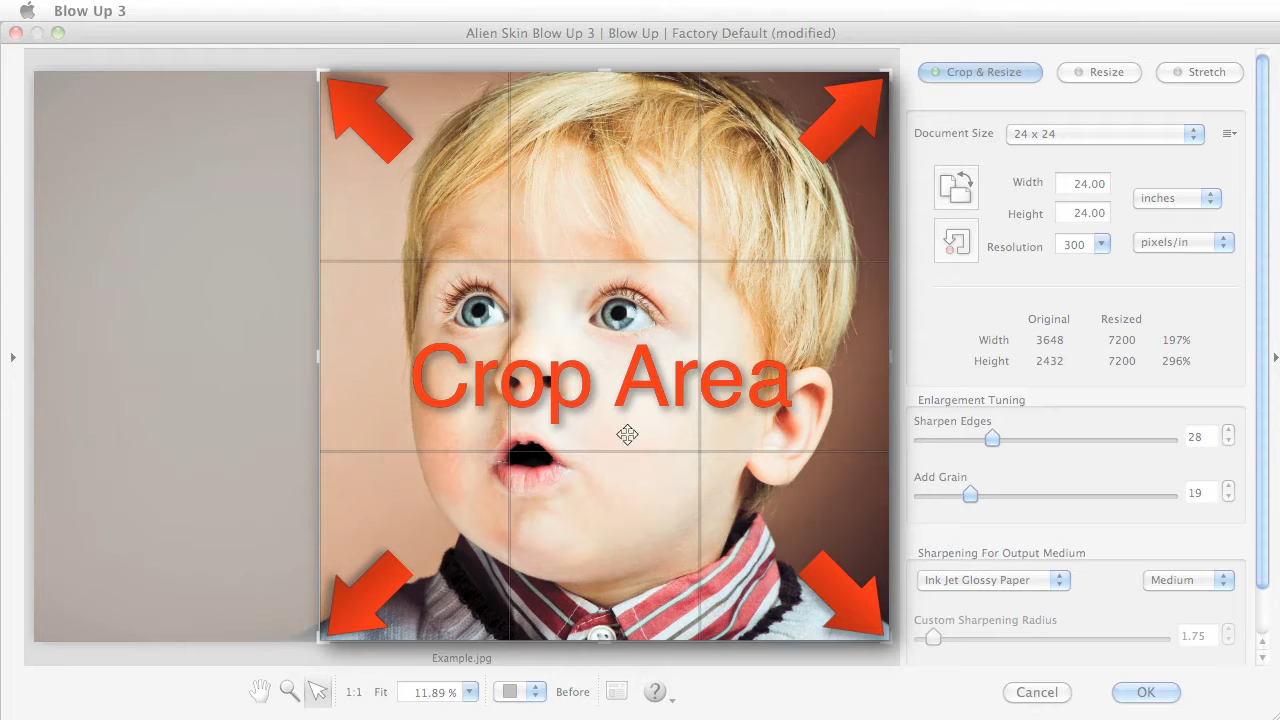 Blow Up 3
Alien Skin Blow Up 3 | Blow Up | Factory Default (modified)
Crop & Resize
Resize
Stretch
Document Size
24 x 24
Width
24.00
inches
Height
24.00
Resolution
300
pixels/in
Original
Resized
Width
3648
7200
197%
Height
2432
7200
296%
Crop Area
Enlargement Tuning
Sharpen Edges
28
Add Grain
19
Sharpening For Output Medium
Ink Jet Glossy Paper
Medium
Custom Sharpening Radius
1.75
Example.jpg
1:1
Fit
11.89 %
Before
?
Cancel
OK